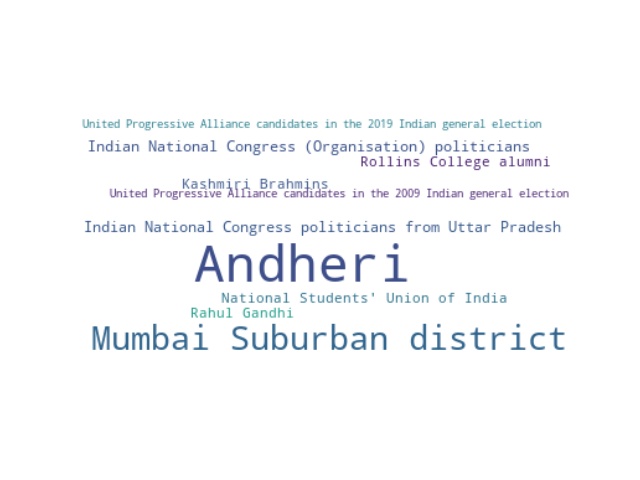 United Progressive Alliance candidates in the 2019 Indian general election
Indian National Congress (Organisation) politicians
Rollins College alumni
Kashmiri Brahmins
United Progressive Alliance candidates in the 2009 Indian general election
Indian National Congress politicians from Uttar Pradesh
Andheri
National Students' Union of India
Rahul Gandhi
Mumbai Suburban district